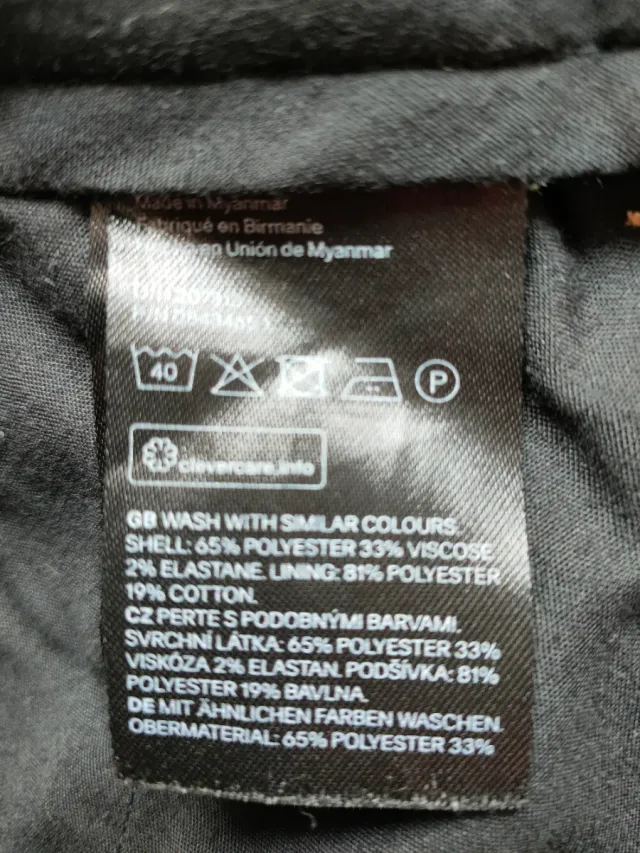 Made in Myanmar
Fabriqué en Birmanie
en Unión de Myanmar
40
P
clevercare.info
GB WASH WITH SIMILAR COLOURS.
SHELL: 65% POLYESTER 33% VISCOSE
2% ELASTANE. LINING: 81% POLYESTER
19% COTTON.
CZ PERTE S PODOBNÝMI BARVAMI.
SVRCHNÍ LÁTKA: 65% POLYESTER 33%
VISKÓZA 2% ELASTAN. PODŠÍVKA: 81%
POLYESTER 19% BAVLNA.
DE MIT ÄHNLICHEN FARBEN WASCHEN.
OBERMATERIAL: 65% POLYESTER 33%